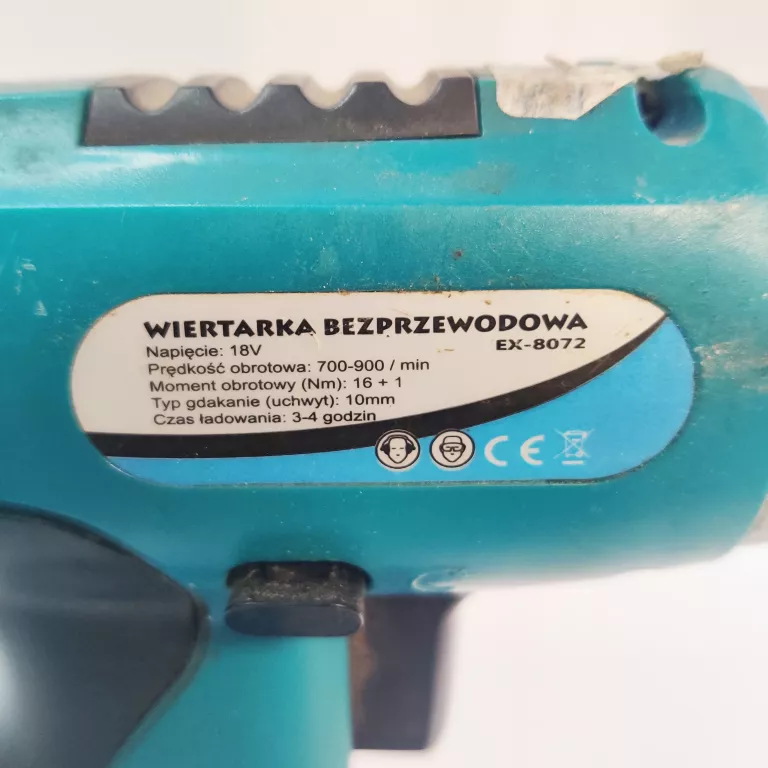 WIERTARKA BEZPRZEWODOWA
EX-8072
Napięcie: 18V
Prędkość obrotowa: 700-900 / min
Moment obrotowy (Nm): 16 + 1
Typ gdakanie (uchwyt): 10mm
Czas ładowania: 3-4 godzin
CE